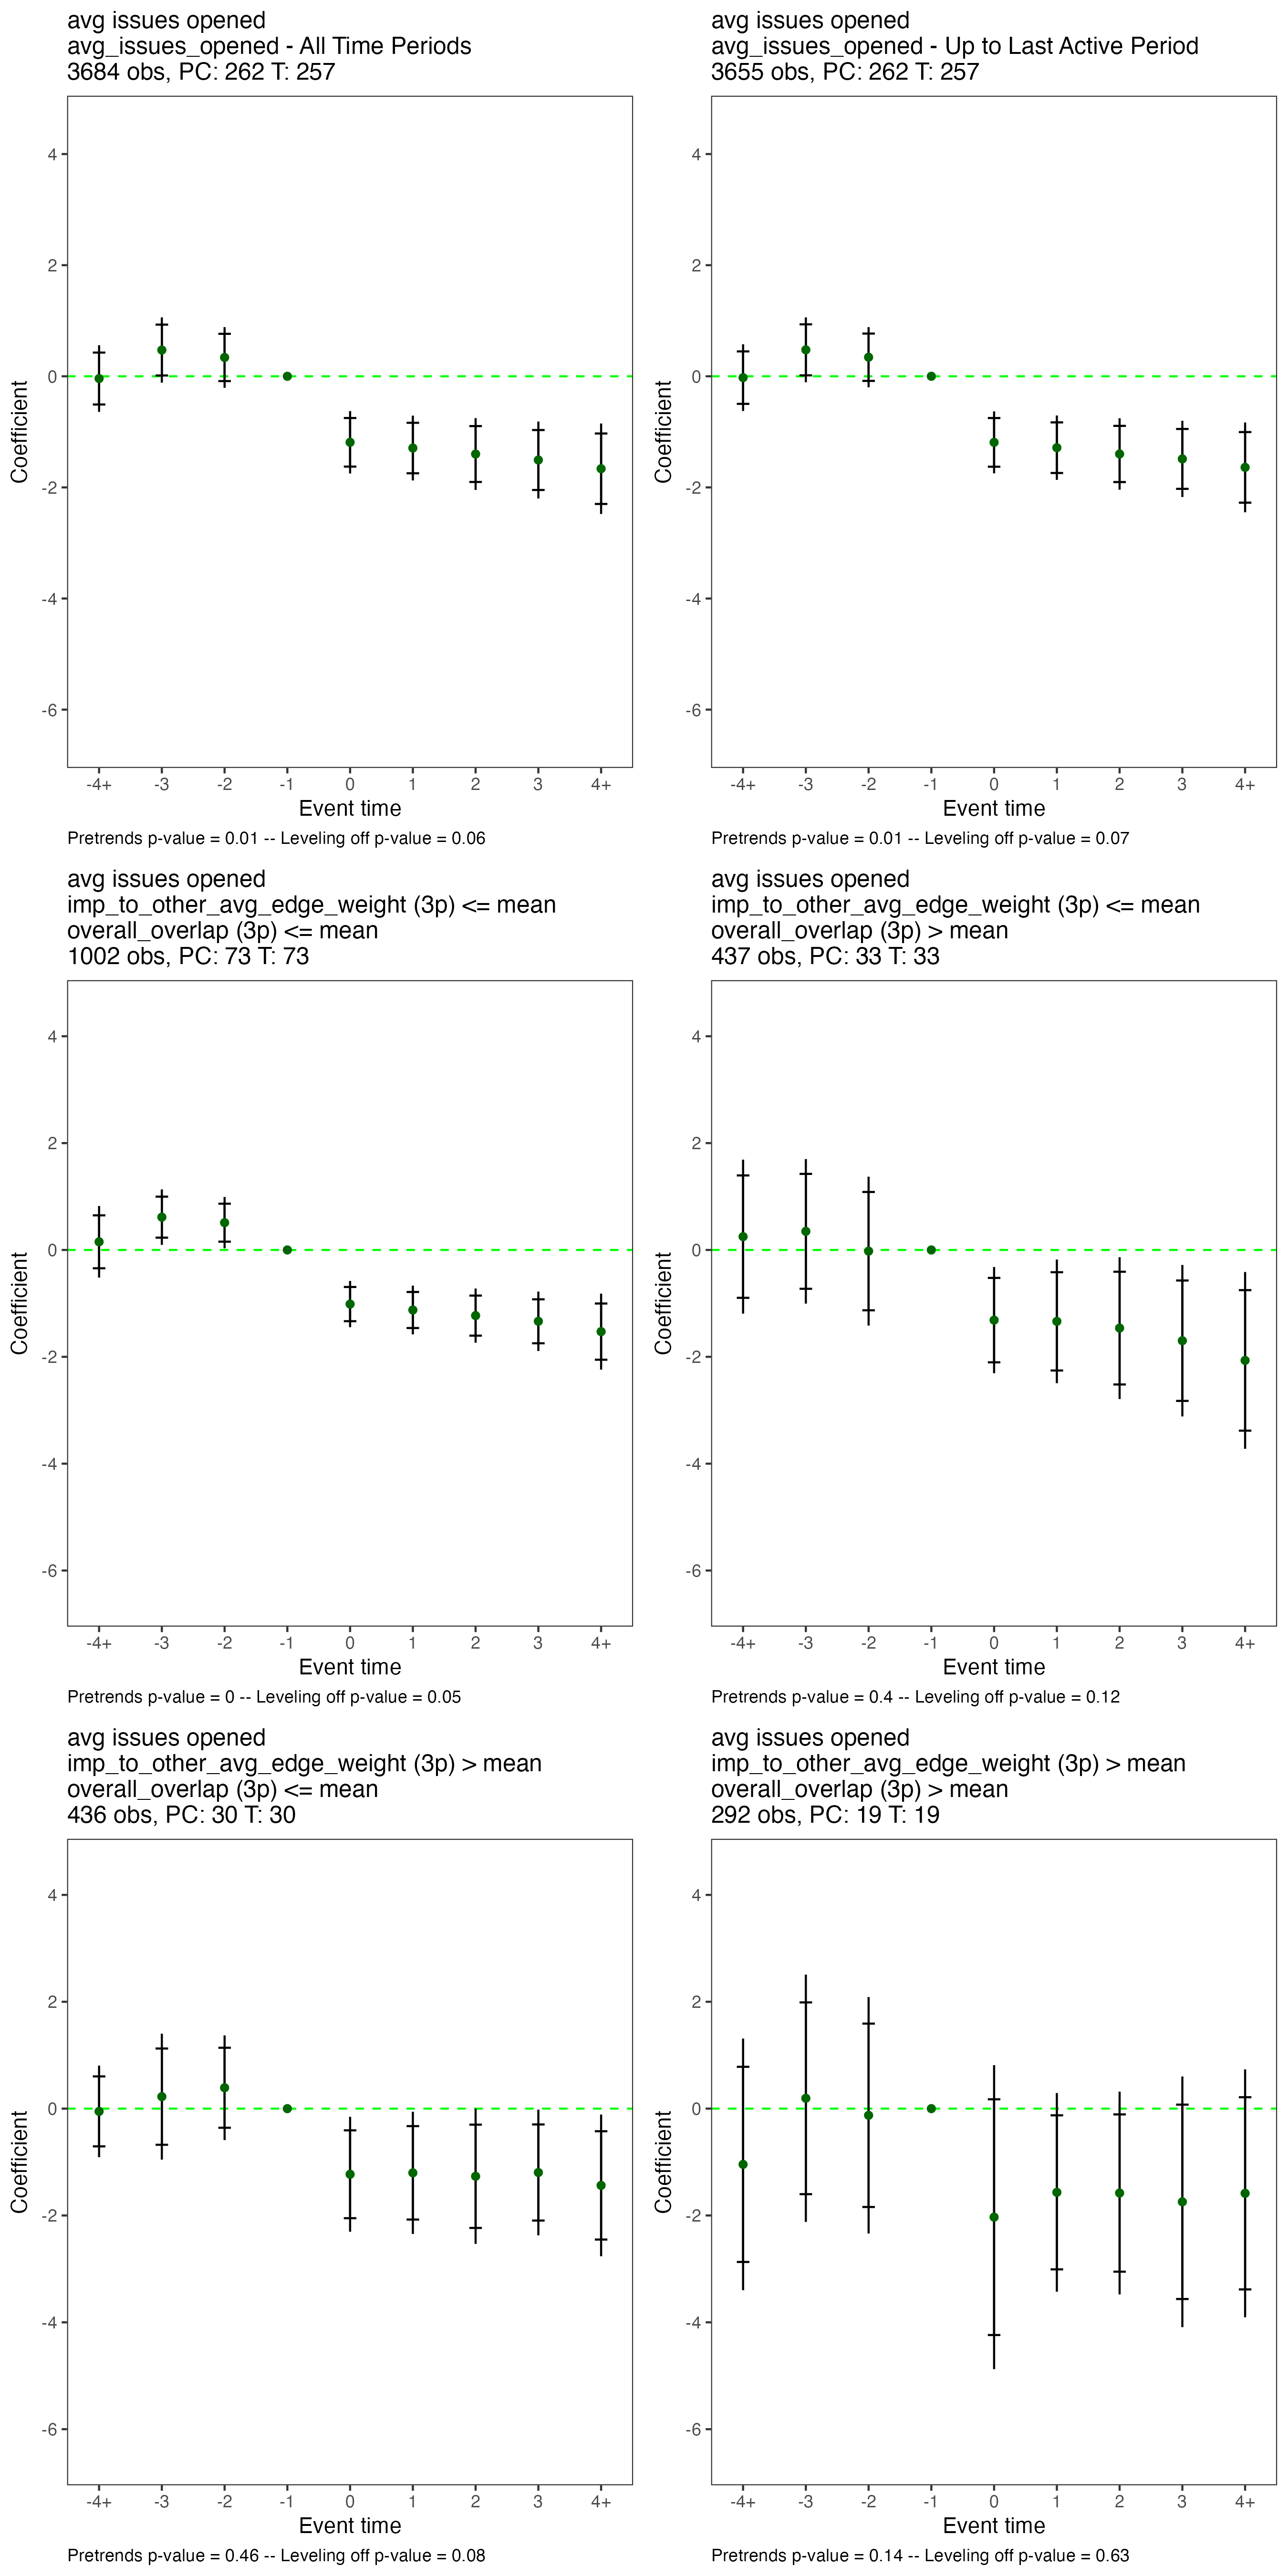 avg issues opened
avg_issues_opened - All Time Periods
3684 obs, PC: 262 T: 257
4
2
0
-2
-4
-6
Coefficient
-4+ -3 -2 -1 0 1 2 3 4+
Event time
Pretrends p-value = 0.01 -- Leveling off p-value = 0.06
avg issues opened
avg_issues_opened - Up to Last Active Period
3655 obs, PC: 262 T: 257
4
2
0
-2
-4
-6
Coefficient
-4+ -3 -2 -1 0 1 2 3 4+
Event time
Pretrends p-value = 0.01 -- Leveling off p-value = 0.07
avg issues opened
imp_to_other_avg_edge_weight (3p) <= mean
overall_overlap (3p) <= mean
1002 obs, PC: 73 T: 73
4
2
0
-2
-4
-6
Coefficient
-4+ -3 -2 -1 0 1 2 3 4+
Event time
Pretrends p-value = 0 -- Leveling off p-value = 0.05
avg issues opened
imp_to_other_avg_edge_weight (3p) <= mean
overall_overlap (3p) > mean
437 obs, PC: 33 T: 33
4
2
0
-2
-4
-6
Coefficient
-4+ -3 -2 -1 0 1 2 3 4+
Event time
Pretrends p-value = 0.4 -- Leveling off p-value = 0.12
avg issues opened
imp_to_other_avg_edge_weight (3p) > mean
overall_overlap (3p) <= mean
436 obs, PC: 30 T: 30
4
2
0
-2
-4
-6
Coefficient
-4+ -3 -2 -1 0 1 2 3 4+
Event time
Pretrends p-value = 0.46 -- Leveling off p-value = 0.08
avg issues opened
imp_to_other_avg_edge_weight (3p) > mean
overall_overlap (3p) > mean
292 obs, PC: 19 T: 19
4
2
0
-2
-4
-6
Coefficient
-4+ -3 -2 -1 0 1 2 3 4+
Event time
Pretrends p-value = 0.14 -- Leveling off p-value = 0.63